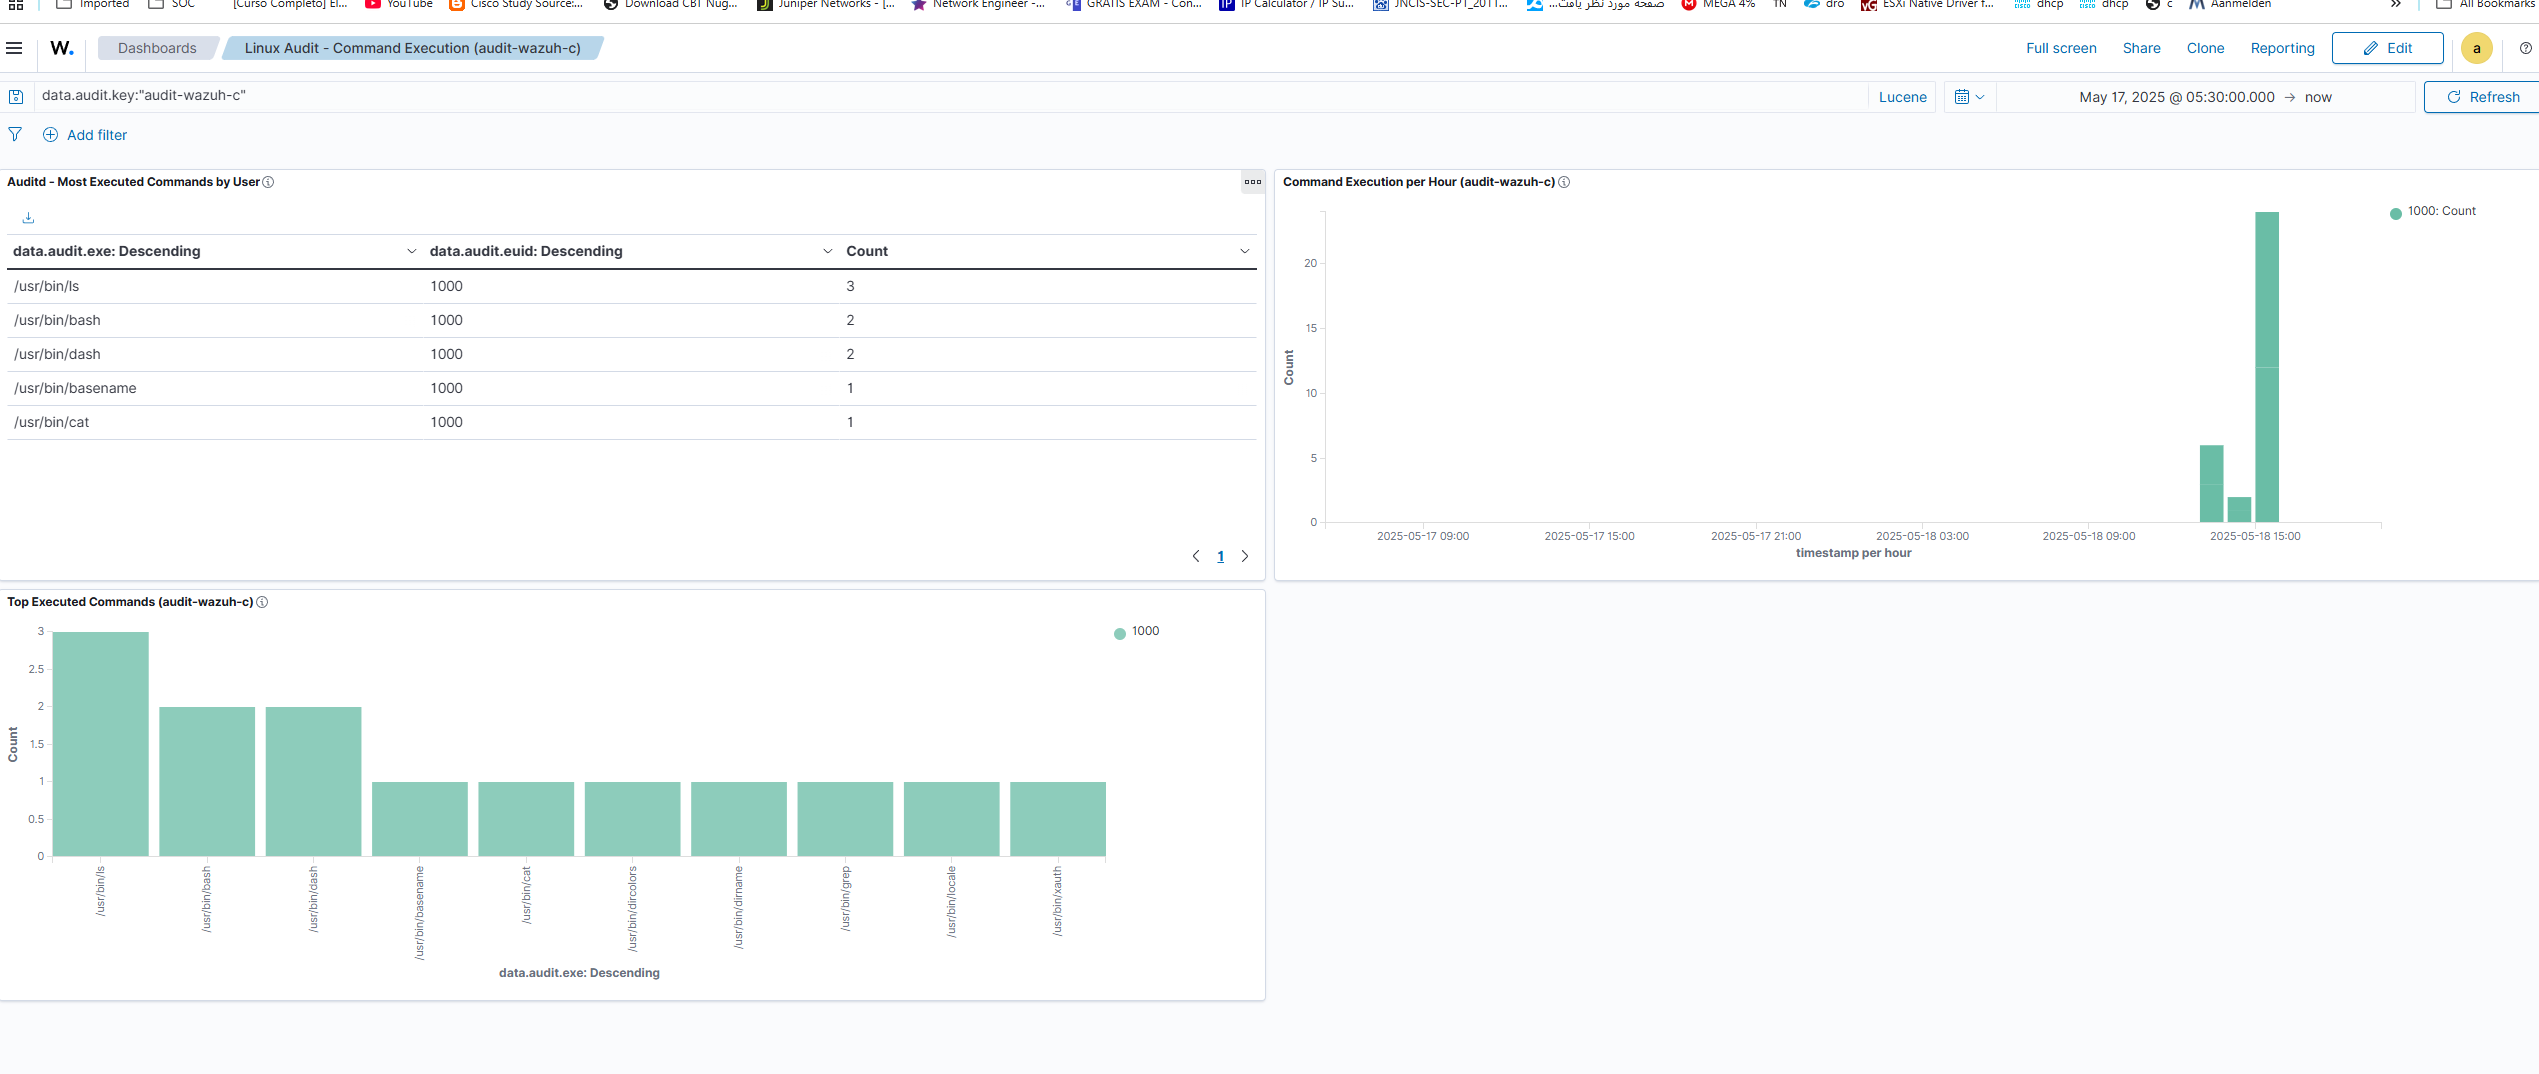 Imported SOC [Curso Completo] El... YouTube Cisco Study Source:... Download CBT Nug... Juniper Networks - [... Network Engineer -... GRATIS EXAM - Con... IP Calculator / IP Su... JNCIS-SEC-P1_2011... صفحه مورد نظر یافت... MEGA 4% TN dro ESXi Native Driver f... dhcp dhcp c Aanmelden » All Bookmarks
W. Dashboards Linux Audit - Command Execution (audit-wazuh-c) Full screen Share Clone Reporting Edit a
data.audit.key:"audit-wazuh-c" Lucene May 17, 2025 @ 05:30:00.000 → now Refresh
Add filter
Auditd - Most Executed Commands by User
data.audit.exe: Descending data.audit.euid: Descending Count
/usr/bin/ls 1000 3
/usr/bin/bash 1000 2
/usr/bin/dash 1000 2
/usr/bin/basename 1000 1
/usr/bin/cat 1000 1
1
Command Execution per Hour (audit-wazuh-c)
1000: Count
20
15
10
5
0
Count
2025-05-17 09:00 2025-05-17 15:00 2025-05-17 21:00 2025-05-18 03:00 2025-05-18 09:00 2025-05-18 15:00
timestamp per hour
Top Executed Commands (audit-wazuh-c)
1000
3
2.5
2
1.5
1
0.5
0
Count
/usr/bin/ls
/usr/bin/bash
/usr/bin/dash
/usr/bin/basename
/usr/bin/cat
/usr/bin/dircolors
/usr/bin/dirname
/usr/bin/grep
/usr/bin/locale
/usr/bin/xauth
data.audit.exe: Descending